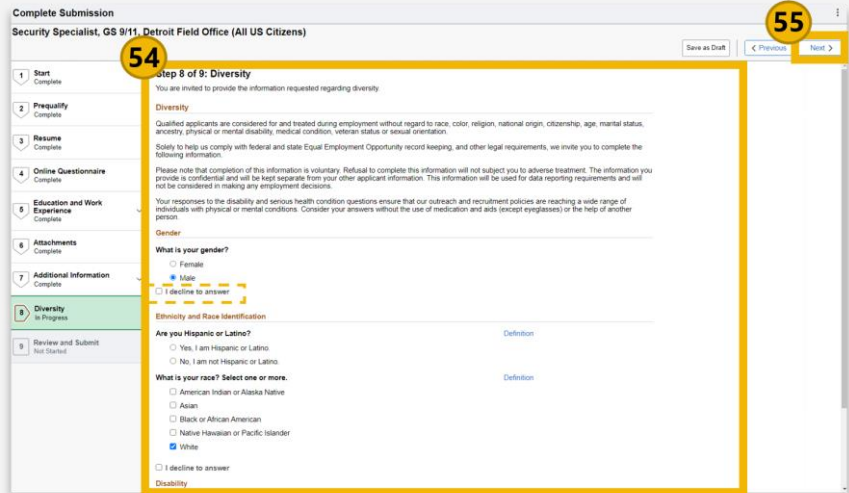 Complete Submission
Security Specialist, GS 9/11, Detroit Field Office (All US Citizens)
55
Save as Draft
Previous
Next
54
1 Start
Complete
2 Prequalify
Complete
3 Resume
Complete
4 Online Questionnaire
Complete
5 Education and Work
Experience
Complete
6 Attachments
Complete
7 Additional Information
Complete
8 Diversity
In Progress
9 Review and Submit
Not Started
Step 8 of 9: Diversity
You are invited to provide the information requested regarding diversity.
Diversity
Qualified applicants are considered for and treated during employment without regard to race, color, religion, national origin, citizenship, age, marital status,
ancestry, physical or mental disability, medical condition, veteran status or sexual orientation.
Solely to help us comply with federal and state Equal Employment Opportunity record keeping, and other legal requirements, we invite you to complete the
following information.
Please note that completion of this information is voluntary. Refusal to complete this information will not subject you to adverse treatment. The information you
provide is confidential and will be kept separate from your other applicant information. This information will be used for data reporting requirements and will
not be considered in making any employment decisions.
Your responses to the disability and serious health condition questions ensure that our outreach and recruitment policies are reaching a wide range of
individuals with physical or mental conditions. Consider your answers without the use of medication and aids (except eyeglasses) or the help of another
person.
Gender
What is your gender?
Female
Male
I decline to answer
Ethnicity and Race Identification
Are you Hispanic or Latino? Definition
Yes, I am Hispanic or Latino.
No, I am not Hispanic or Latino.
What is your race? Select one or more. Definition
American Indian or Alaska Native
Asian
Black or African American
Native Hawaiian or Pacific Islander
White
I decline to answer
Disability